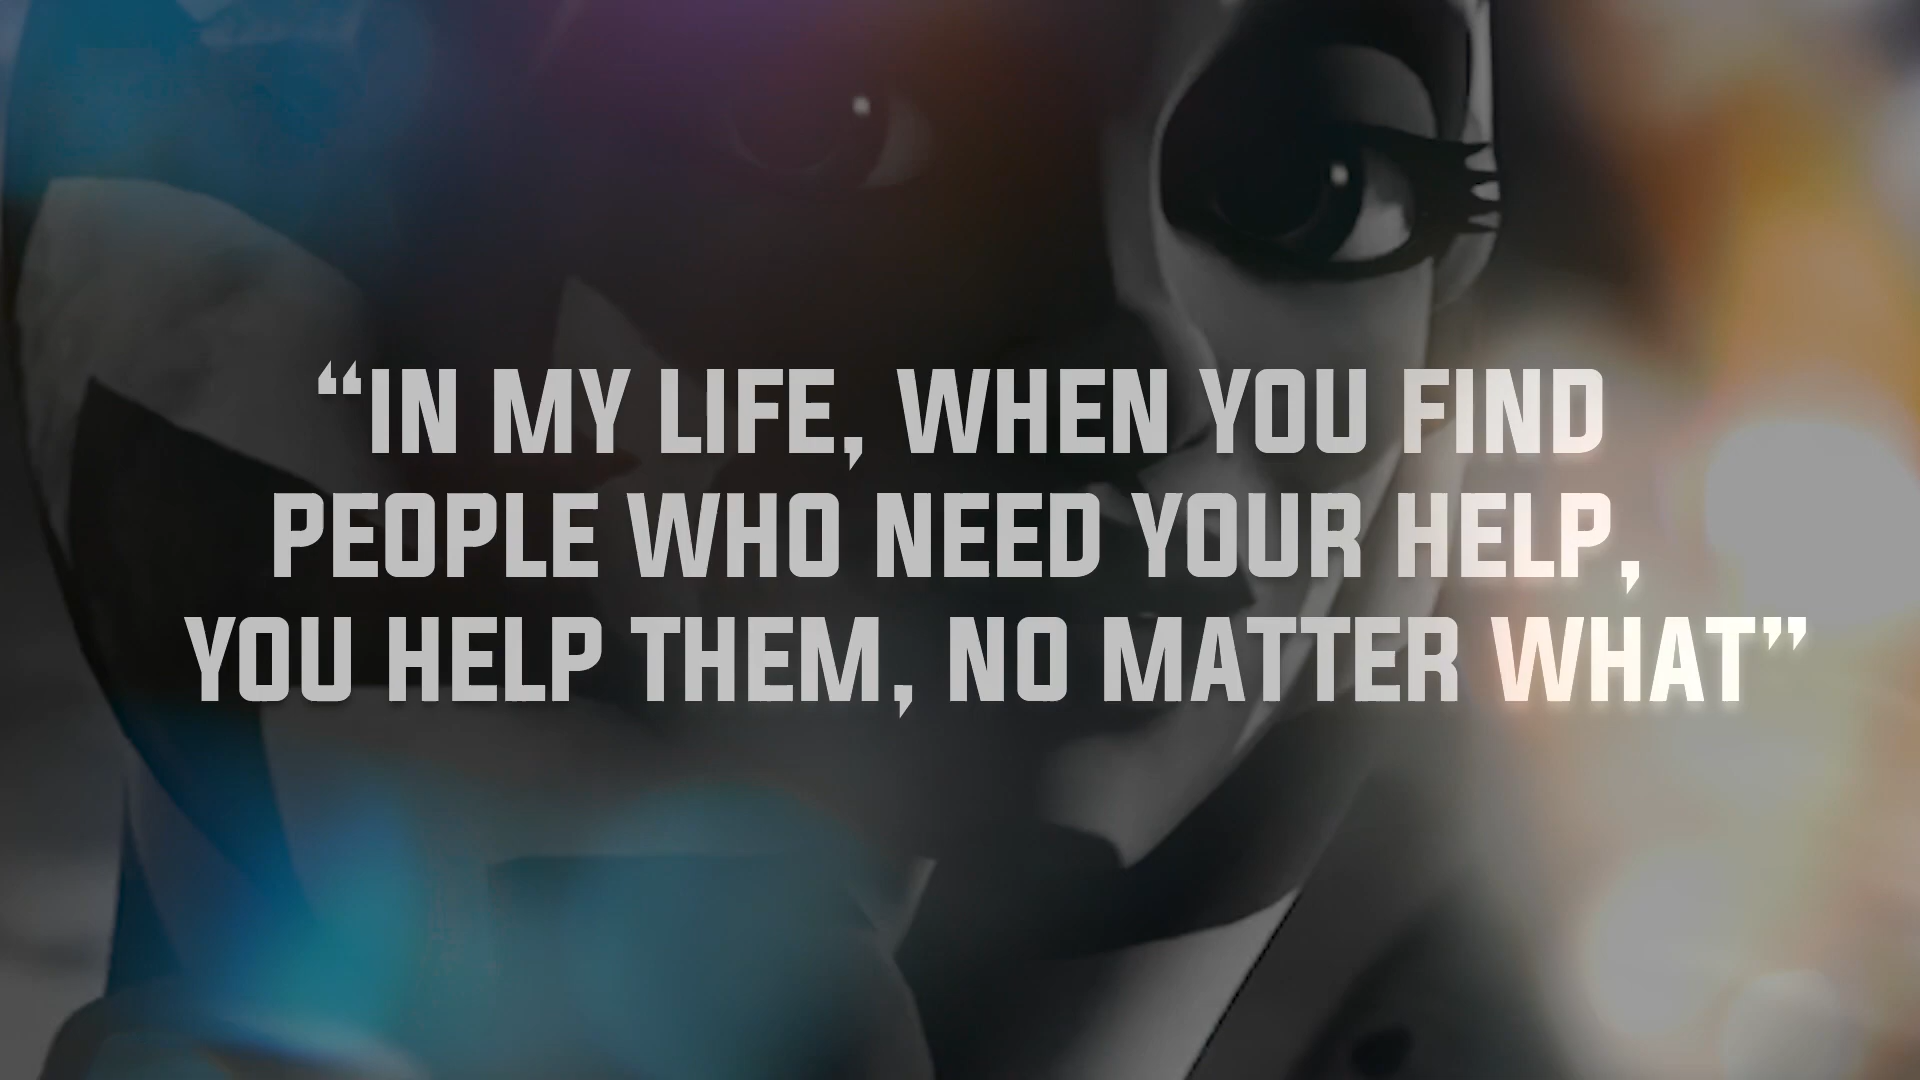 “IN MY LIFE, WHEN YOU FIND
PEOPLE WHO NEED YOUR HELP,
YOU HELP THEM, NO MATTER WHAT”